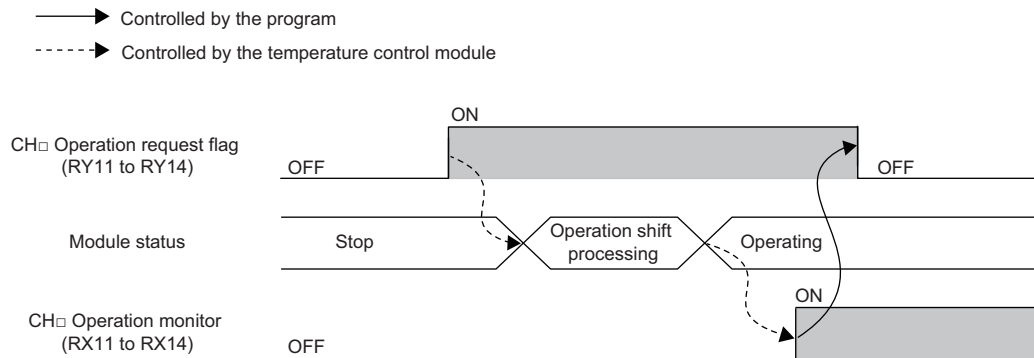 Controlled by the program
Controlled by the temperature control module
ON
CH□ Operation request flag
(RY11 to RY14)
OFF
OFF
Module status
Stop
Operation shift
processing
Operating
ON
CH□ Operation monitor
(RX11 to RX14)
OFF